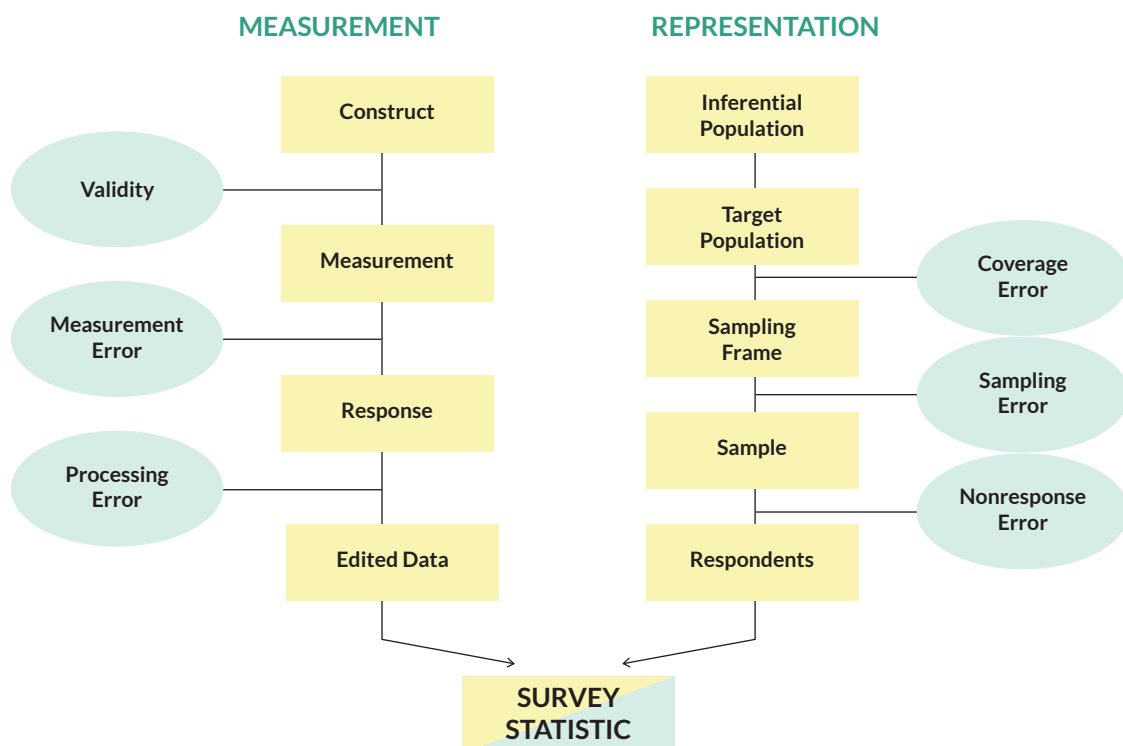 MEASUREMENT
REPRESENTATION
Construct
Validity
Measurement
Measurement
Error
Response
Processing
Error
Edited Data
Inferential
Population
Target
Population
Coverage
Error
Sampling
Frame
Sampling
Error
Sample
Nonresponse
Error
Respondents
SURVEY
STATISTIC